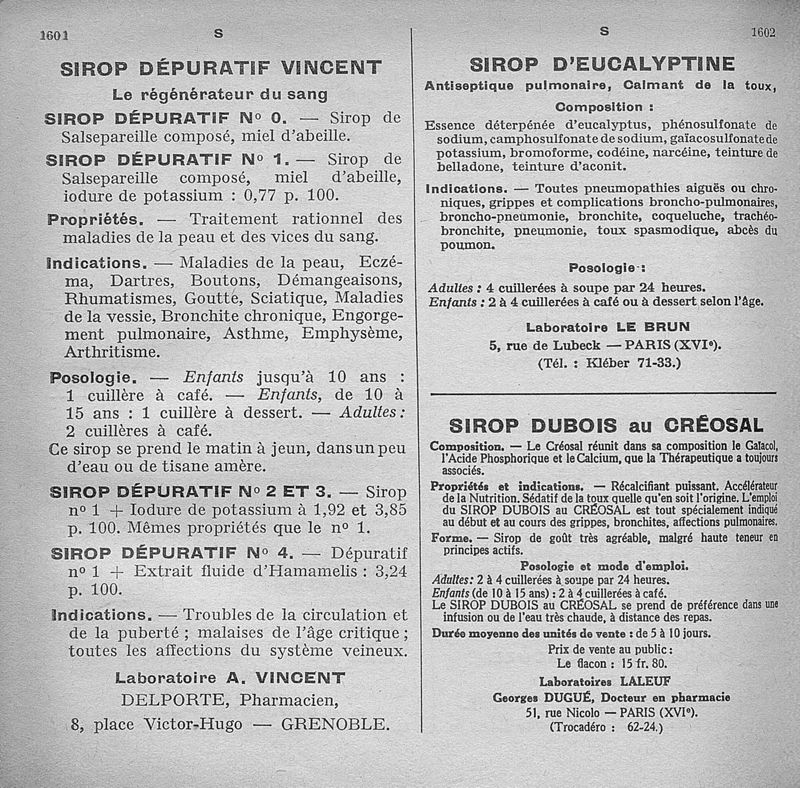 1601
S
SIROP DÉPURATIF VINCENT
Le régénérateur du sang
SIROP DÉPURATIF No 0. — Sirop de
Salsepareille composé, miel d'abeille.
SIROP DÉPURATIF No 1. — Sirop de
Salsepareille composé, miel d'abeille,
iodure de potassium : 0,77 p. 100.
Propriétés. — Traitement rationnel des
maladies de la peau et des vices du sang.
Indications. — Maladies de la peau, Eczé-
ma, Dartres, Boutons, Démangeaisons,
Rhumatismes, Goutte, Sciatique, Maladies
de la vessie, Bronchite chronique, Engorge-
ment pulmonaire, Asthme, Emphysème,
Arthritisme.
Posologie. — Enfants jusqu'à 10 ans :
1 cuillère à café. — Enfants, de 10 à
15 ans : 1 cuillère à dessert. — Adultes :
2 cuillères à café.
Ce sirop se prend le matin à jeun, dans un peu
d'eau ou de tisane amère.
SIROP DÉPURATIF No 2 ET 3. — Sirop
no 1 + Iodure de potassium à 1,92 et 3,85
p. 100. Mêmes propriétés que le no 1.
SIROP DÉPURATIF No 4. — Dépuratif
no 1 + Extrait fluide d'Hamamelis : 3,24
p. 100.
Indications. — Troubles de la circulation et
de la puberté ; malaises de l'âge critique ;
toutes les affections du système veineux.
Laboratoire A. VINCENT
DELPORTE, Pharmacien,
8, place Victor-Hugo — GRENOBLE.
S
1602
SIROP D'EUCALYPTINE
Antiseptique pulmonaire, Calmant de la toux,
Composition :
Essence déterpénée d'eucalyptus, phénosulfonate de
sodium, camphosulfonate de sodium, gaïacosulfonate de
potassium, bromoforme, codéine, narcéine, teinture de
belladone, teinture d'aconit.
Indications. — Toutes pneumopathies aiguës ou chro-
niques, grippes et complications broncho-pulmonaires,
broncho-pneumonie, bronchite, coqueluche, trachéo-
bronchite, pneumonie, toux spasmodique, abcès du
poumon.
Posologie :
Adultes : 4 cuillerées à soupe par 24 heures.
Enfants : 2 à 4 cuillerées à café ou à dessert selon l'âge.
Laboratoire LE BRUN
5, rue de Lubeck — PARIS (XVIe).
(Tél. : Kléber 71-33.)
SIROP DUBOIS au CRÉOSAL
Composition. — Le Créosal réunit dans sa composition le Gaïacol,
l'Acide Phosphorique et le Calcium, que la Thérapeutique a toujours
associés.
Propriétés et indications. — Récalcifiant puissant. Accélérateur
de la Nutrition. Sédatif de la toux quelle qu'en soit l'origine. L'emploi
du SIROP DUBOIS au CRÉOSAL est tout spécialement indiqué
au début et au cours des grippes, bronchites, affections pulmonaires.
Forme. — Sirop de goût très agréable, malgré haute teneur en
principes actifs.
Posologie et mode d'emploi.
Adultes : 2 à 4 cuillerées à soupe par 24 heures.
Enfants (de 10 à 15 ans) : 2 à 4 cuillerées à café.
Le SIROP DUBOIS au CRÉOSAL se prend de préférence dans une
infusion ou de l'eau très chaude, à distance des repas.
Durée moyenne des unités de vente : de 5 à 10 jours.
Prix de vente au public :
Le flacon : 15 fr. 80.
Laboratoires LALEUF
Georges DUGUÉ, Docteur en pharmacie
51, rue Nicolo — PARIS (XVIe).
(Trocadéro : 62-24.)